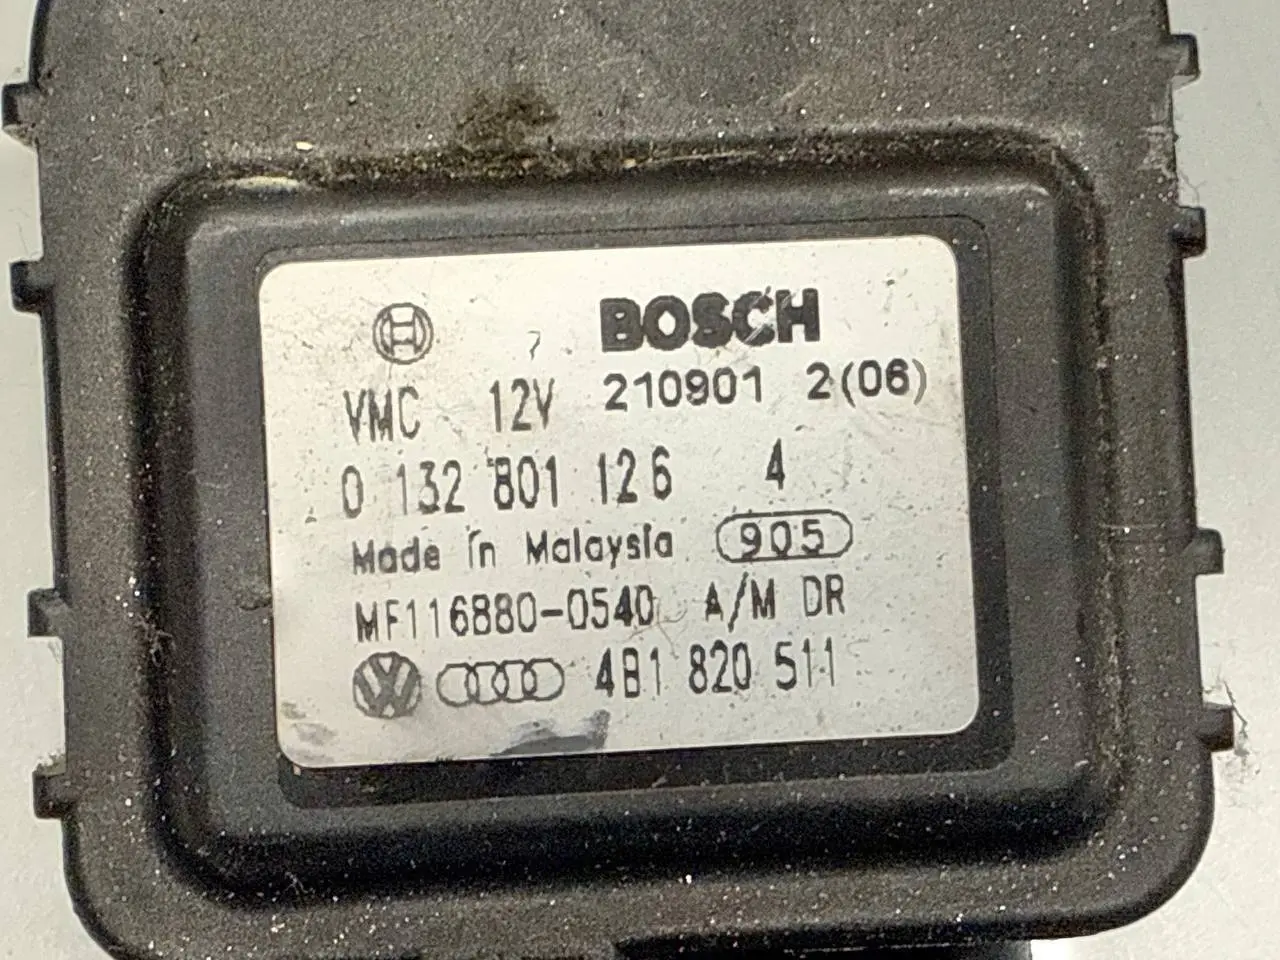 BOSCH
VMC 12V 210901 2(06)
0 132 801 126 4
Made in Malaysia 905
MF116880-0540 A/M DR
4B1 820 511